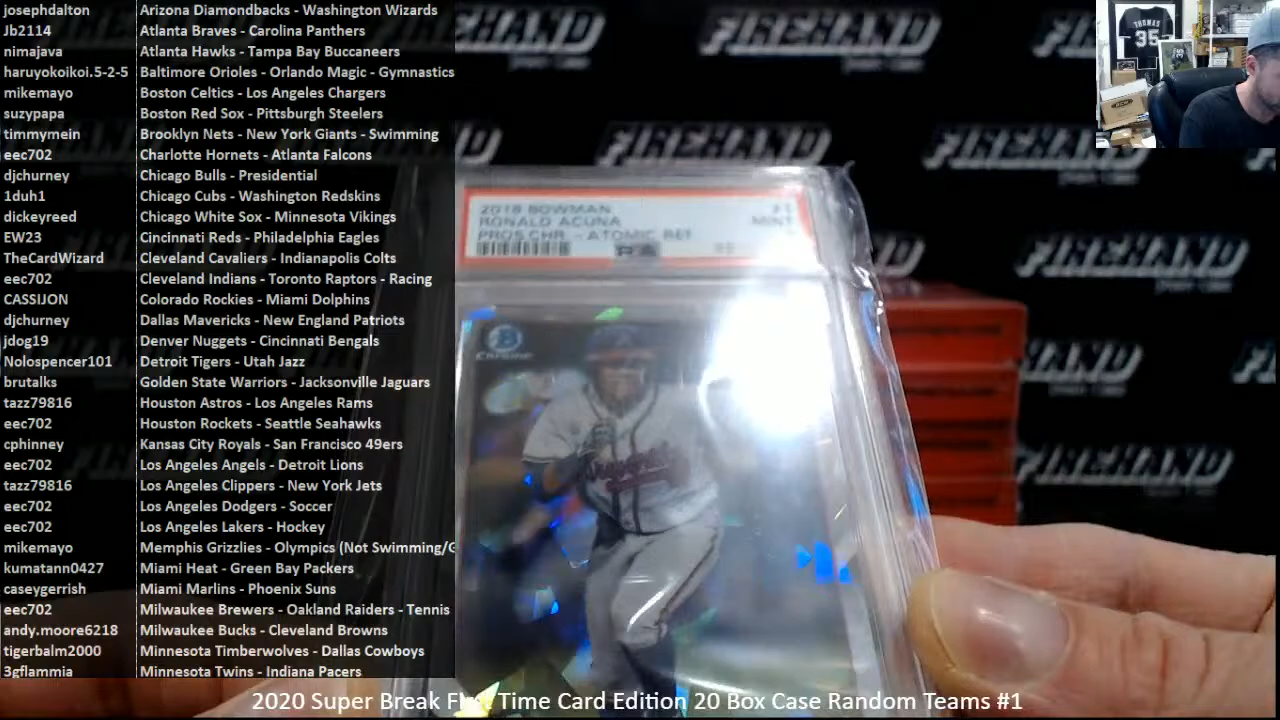 josephdalton Arizona Diamondbacks - Washington Wizards
Jb2114 Atlanta Braves - Carolina Panthers
nimajava Atlanta Hawks - Tampa Bay Buccaneers
haruyokoikoi.5-2-5 Baltimore Orioles - Orlando Magic - Gymnastics
mikemayo Boston Celtics - Los Angeles Chargers
suzypapa Boston Red Sox - Pittsburgh Steelers
timmymein Brooklyn Nets - New York Giants - Swimming
eec702 Charlotte Hornets - Atlanta Falcons
djchurney Chicago Bulls - Presidential
1duh1 Chicago Cubs - Washington Redskins
dickeyreed Chicago White Sox - Minnesota Vikings
EW23 Cincinnati Reds - Philadelphia Eagles
TheCardWizard Cleveland Cavaliers - Indianapolis Colts
eec702 Cleveland Indians - Toronto Raptors - Racing
CASSIJON Colorado Rockies - Miami Dolphins
djchurney Dallas Mavericks - New England Patriots
jdog19 Denver Nuggets - Cincinnati Bengals
Nolospencer101 Detroit Tigers - Utah Jazz
brutalks Golden State Warriors - Jacksonville Jaguars
tazz79816 Houston Astros - Los Angeles Rams
eec702 Houston Rockets - Seattle Seahawks
cphinney Kansas City Royals - San Francisco 49ers
eec702 Los Angeles Angels - Detroit Lions
tazz79816 Los Angeles Clippers - New York Jets
eec702 Los Angeles Dodgers - Soccer
eec702 Los Angeles Lakers - Hockey
mikemayo Memphis Grizzlies - Olympics (Not Swimming/G
kumatann0427 Miami Heat - Green Bay Packers
caseygerrish Miami Marlins - Phoenix Suns
eec702 Milwaukee Brewers - Oakland Raiders - Tennis
andy.moore6218 Milwaukee Bucks - Cleveland Browns
tigerbalm2000 Minnesota Timberwolves - Dallas Cowboys
3gflammia Minnesota Twins - Indiana Pacers
FIREHAND
FIREHAND
FIREHAND
FIREHAND
FIREHAND
FIREHAND
FIREHAND
THOMAS
35
2018 BOWMAN #1
RONALD ACUNA MINT
PROS.CHR. - ATOMIC REF
PSA
B
Chrome
2020 Super Break First Time Card Edition 20 Box Case Random Teams #1